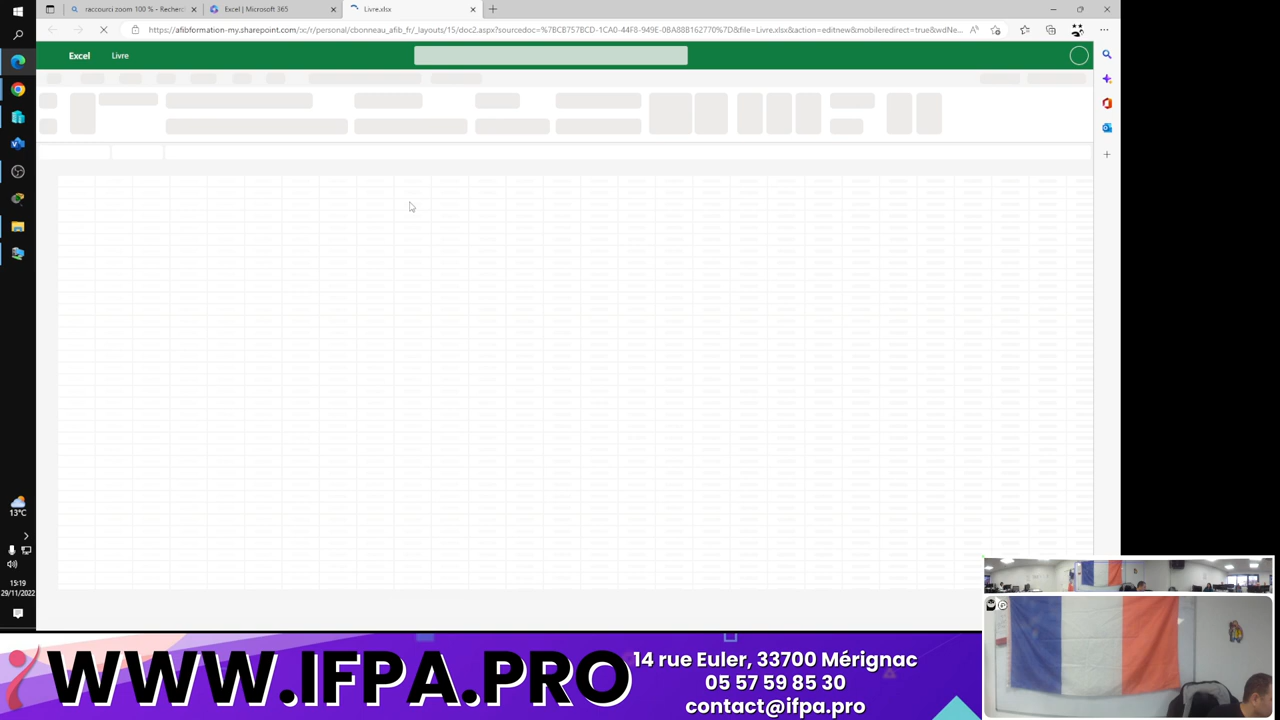 raccourci zoom 100 % - Recherc
Excel | Microsoft 365
Livre.xlsx
https://afibformation-my.sharepoint.com/:x:/r/personal/cbonneau_afib_fr/_layouts/15/doc2.aspx?sourcedoc=%7BCB757BCD-1CA0-44F8-949E-0BA88B162770%7D&file=Livre.xlsx&action=editnew&mobileredirect=true&wdNe...
Excel
Livre
13°C
15:19
29/11/2022
WWW.IFPA.PRO
14 rue Euler, 33700 Mérignac
05 57 59 85 30
contact@ifpa.pro